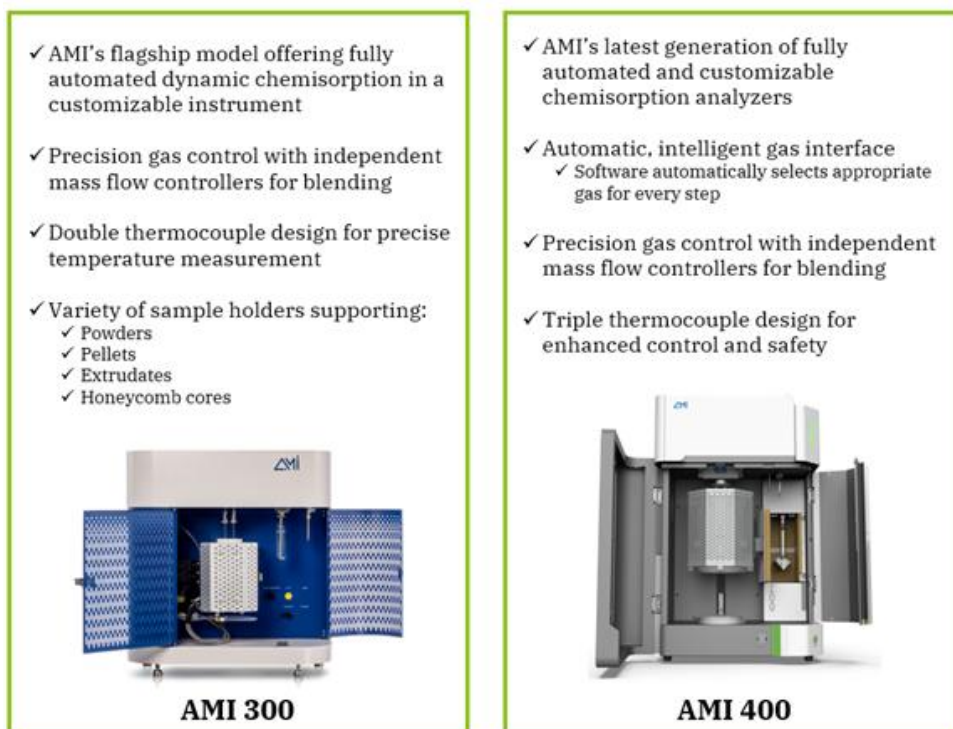 ✓ AMI's flagship model offering fully
automated dynamic chemisorption in a
customizable instrument
✓ Precision gas control with independent
mass flow controllers for blending
✓ Double thermocouple design for precise
temperature measurement
✓ Variety of sample holders supporting:
✓ Powders
✓ Pellets
✓ Extrudates
✓ Honeycomb cores
AMI
AMI 300
✓ AMI's latest generation of fully
automated and customizable
chemisorption analyzers
✓ Automatic, intelligent gas interface
✓ Software automatically selects appropriate
gas for every step
✓ Precision gas control with independent
mass flow controllers for blending
✓ Triple thermocouple design for
enhanced control and safety
AMI
AMI 400